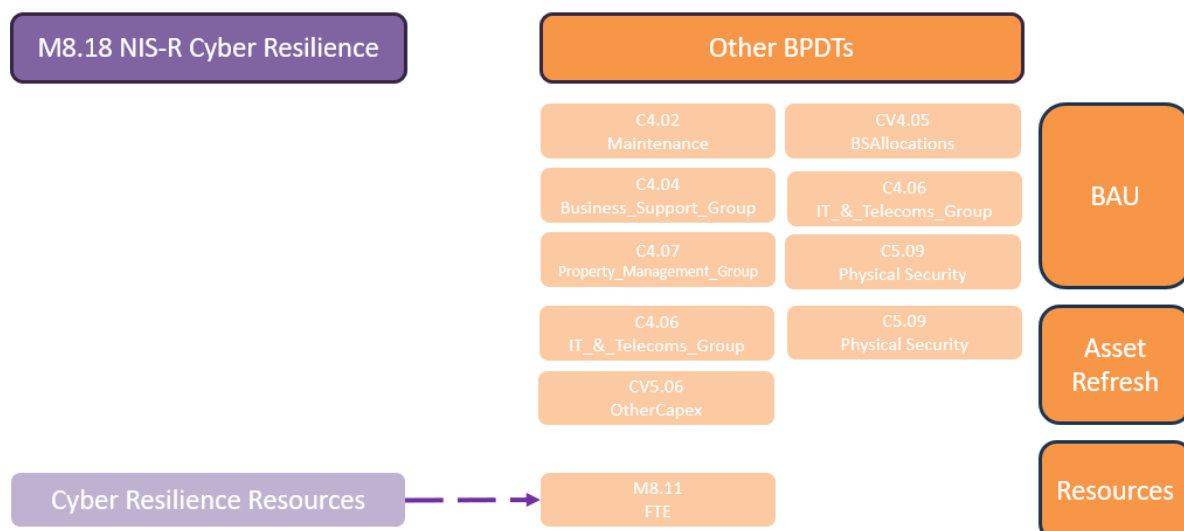 M8.18 NIS-R Cyber Resilience
Other BPDTs
C4.02
Maintenance
CV4.05
BSAllocations
BAU
C4.04
Business_Support_Group
C4.06
IT_&_Telecoms_Group
C4.07
Property_Management_Group
C5.09
Physical Security
C4.06
IT_&_Telecoms_Group
C5.09
Physical Security
Asset
Refresh
CV5.06
OtherCapex
Cyber Resilience Resources
M8.11
FTE
Resources